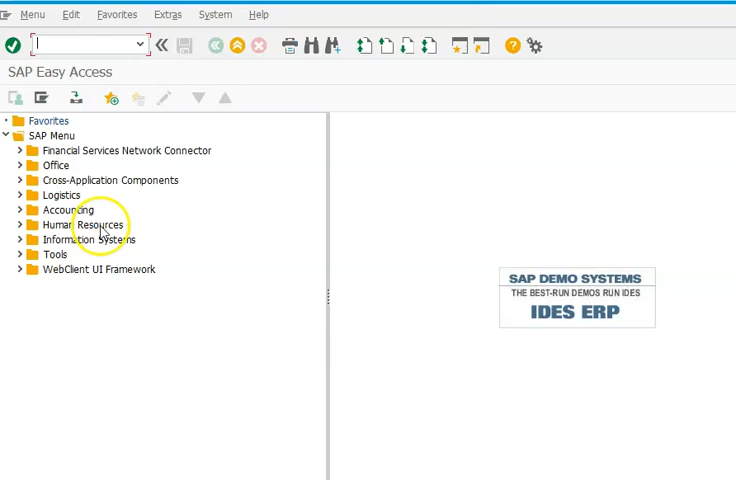 Menu Edit Favorites Extras System Help
SAP Easy Access
Favorites
SAP Menu
Financial Services Network Connector
Office
Cross-Application Components
Logistics
Accounting
Human Resources
Information Systems
Tools
WebClient UI Framework
SAP DEMO SYSTEMS
THE BEST-RUN DEMOS RUN IDES
IDES ERP